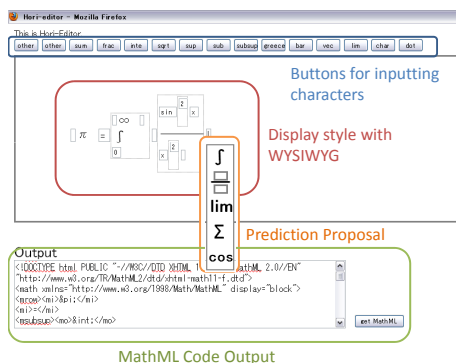 Hori-editor - Mozilla Firefox
This is Hori-Editor
other other sum frac inte sqrt sup sub subsup greece bar vec lim char dot
Buttons for inputting
characters
π = ∫ ∞ 0 sin 2 x x 2
Display style with
WYSIWYG
∫
lim
Σ
cos
Prediction Proposal
Output
<!DOCTYPE html PUBLIC "-//W3C//DTD XHTML 1 MathML 2.0//EN"
"http://www.w3.org/TR/MathML2/dtd/xhtml-math11-f.dtd">
<math xmlns="http://www.w3.org/1998/Math/MathML" display="block">
<mrow><mi>&pi;</mi>
<mi>=</mi>
<msubsup><mo>&int;</mo>
get MathML
MathML Code Output